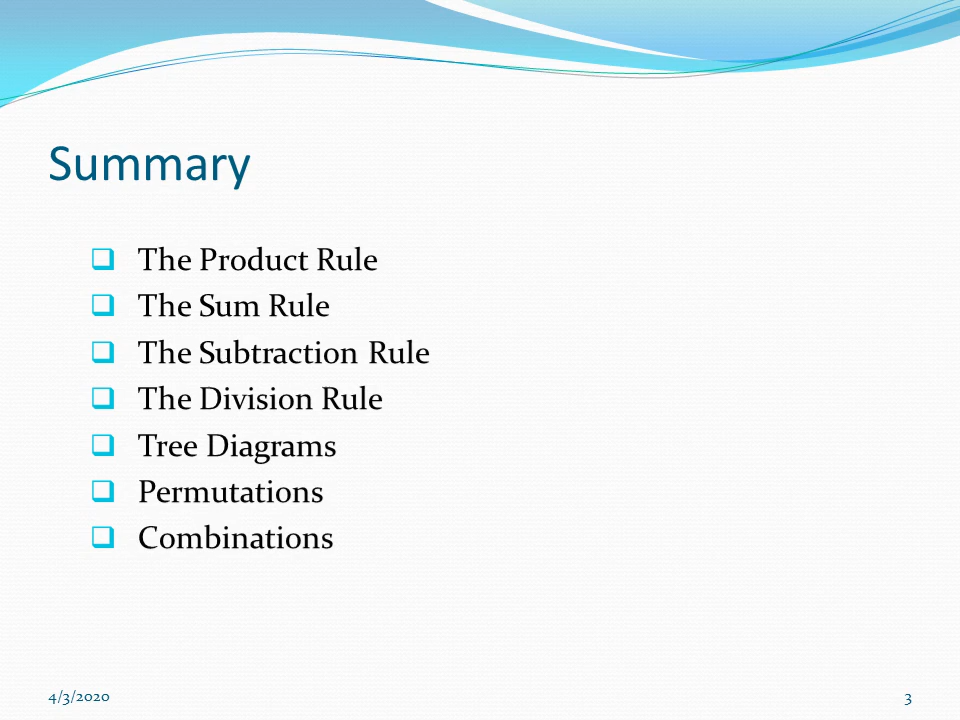 Summary
The Product Rule
The Sum Rule
The Subtraction Rule
The Division Rule
Tree Diagrams
Permutations
Combinations
4/3/2020
3